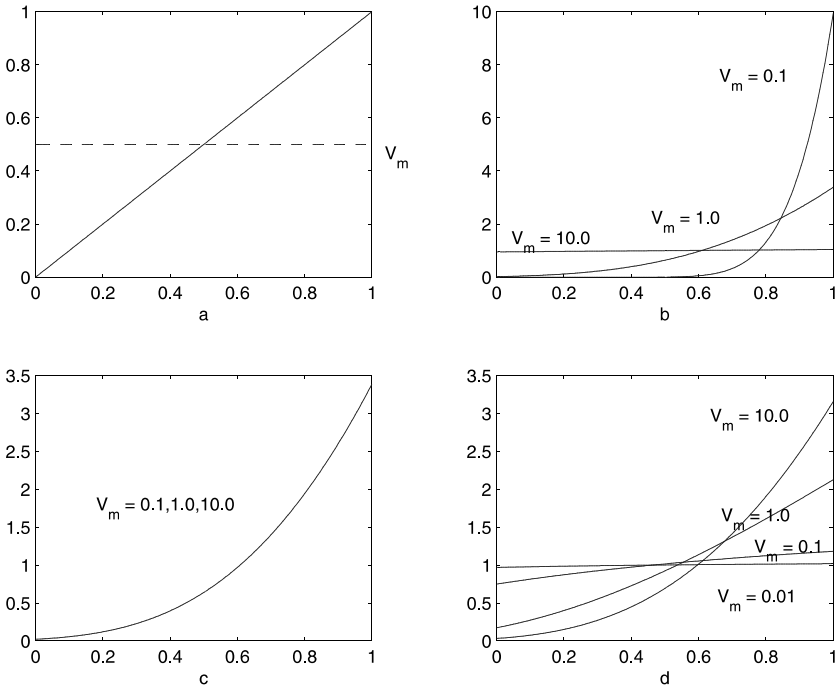 1
0.8
0.6
0.4
0.2
0
0 0.2 0.4 0.6 0.8 1
a
V_m
10
8
6
4
2
0
0 0.2 0.4 0.6 0.8 1
b
V_m = 0.1
V_m = 1.0
V_m = 10.0
3.5
3
2.5
2
1.5
1
0.5
0
0 0.2 0.4 0.6 0.8 1
c
V_m = 0.1,1.0,10.0
3.5
3
2.5
2
1.5
1
0.5
0
0 0.2 0.4 0.6 0.8 1
d
V_m = 10.0
V_m = 1.0
V_m = 0.1
V_m = 0.01